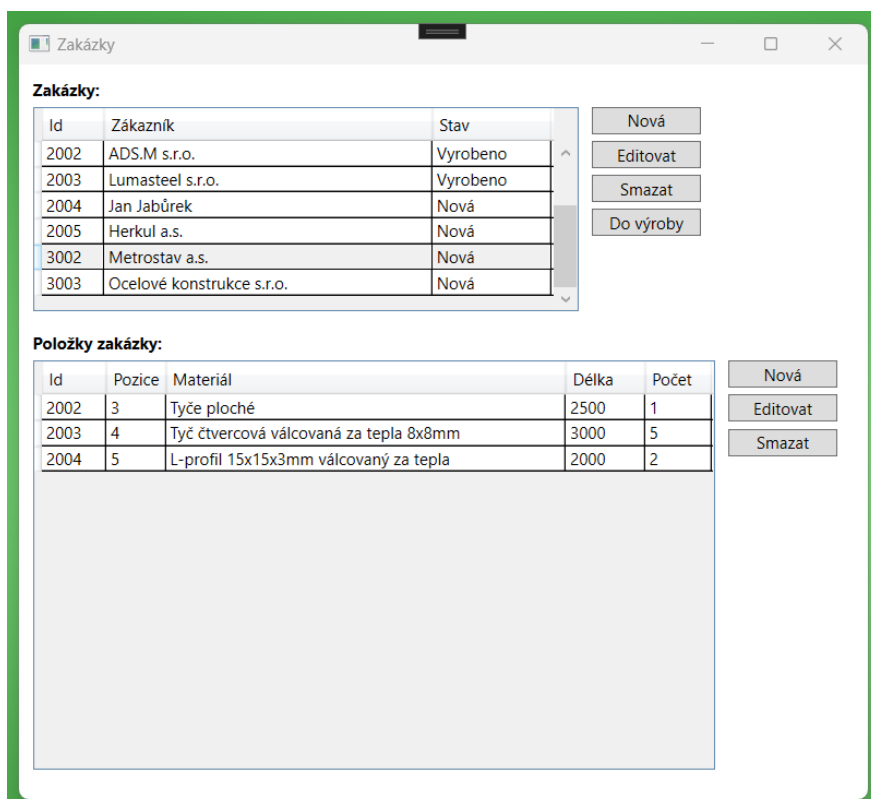 Zakázky
Zakázky:
Id Zákazník Stav
Nová
2002 ADS.M s.r.o. Vyrobeno
Editovat
2003 Lumasteel s.r.o. Vyrobeno
Smazat
2004 Jan Jabůrek Nová
Do výroby
2005 Herkul a.s. Nová
3002 Metrostav a.s. Nová
3003 Ocelové konstrukce s.r.o. Nová
Položky zakázky:
Id Pozice Materiál Délka Počet
Nová
2002 3 Tyče ploché 2500 1
Editovat
2003 4 Tyč čtvercová válcovaná za tepla 8x8mm 3000 5
Smazat
2004 5 L-profil 15x15x3mm válcovaný za tepla 2000 2